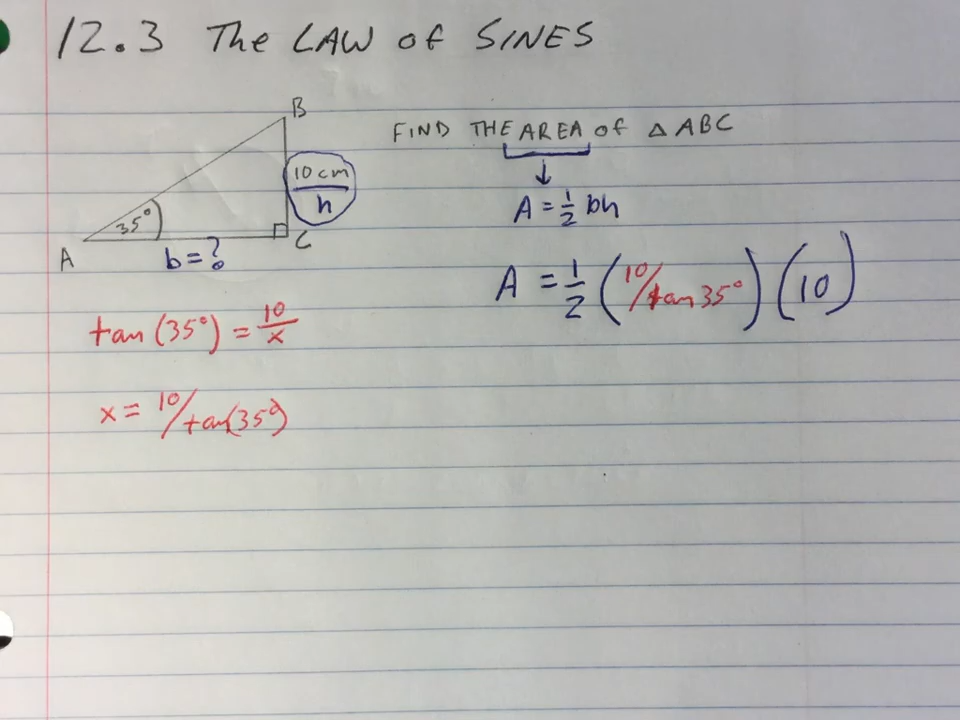 12.3 The LAW of SINES
B
FIND THE AREA of △ABC
10 cm
h
35°
A
C
b = ?
A = 1/2 bh
A = 1/2 (10/tan 35°) (10)
tan (35°) = 10/x
x = 10/tan(35°)